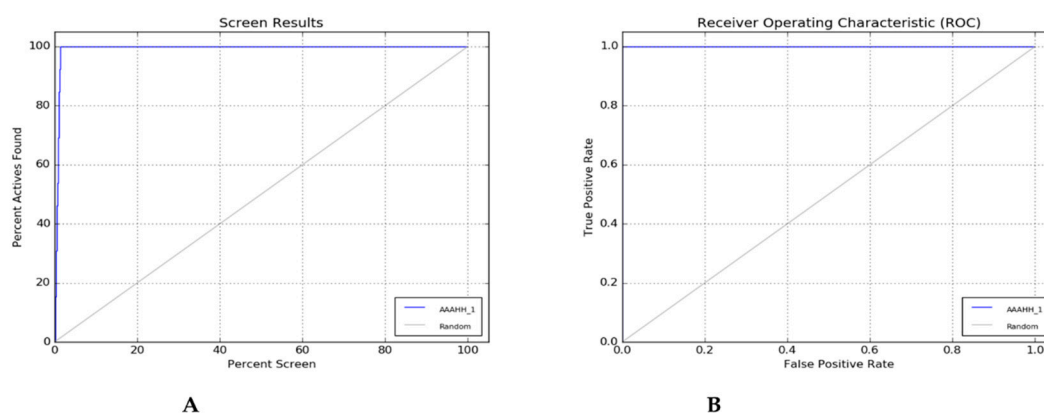 Screen Results
100
80
60
40
20
0
Percent Actives Found
0 20 40 60 80 100
Percent Screen
AAAHH_1
Random
A
Receiver Operating Characteristic (ROC)
1.0
0.8
0.6
0.4
0.2
0.0
True Positive Rate
0.0 0.2 0.4 0.6 0.8 1.0
False Positive Rate
AAAHH_1
Random
B